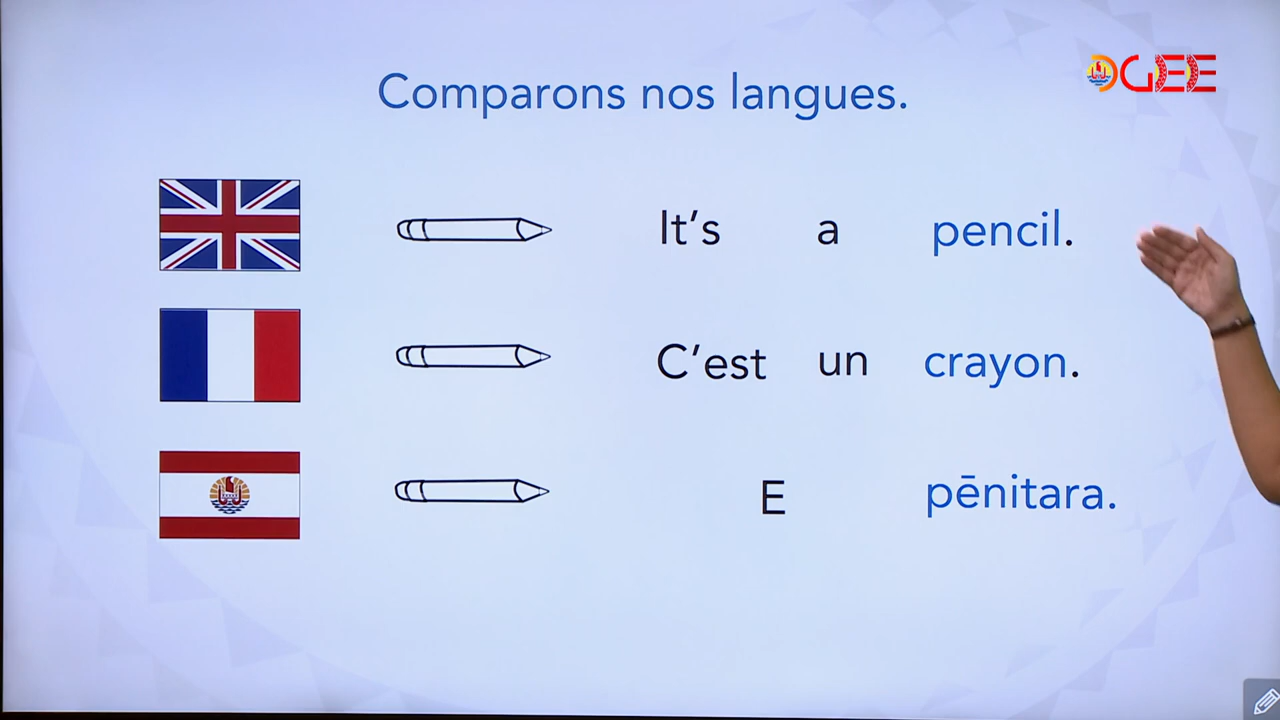 Comparons nos langues.
DGEE
It's a pencil.
C'est un crayon.
E pēnitara.